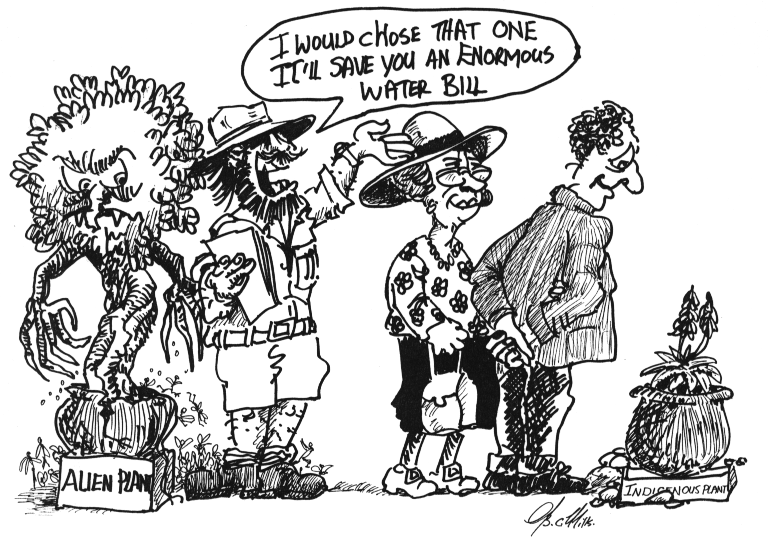 I WOULD CHOSE THAT ONE
IT'LL SAVE YOU AN ENORMOUS
WATER BILL
ALIEN PLANT
INDIGENOUS PLANT